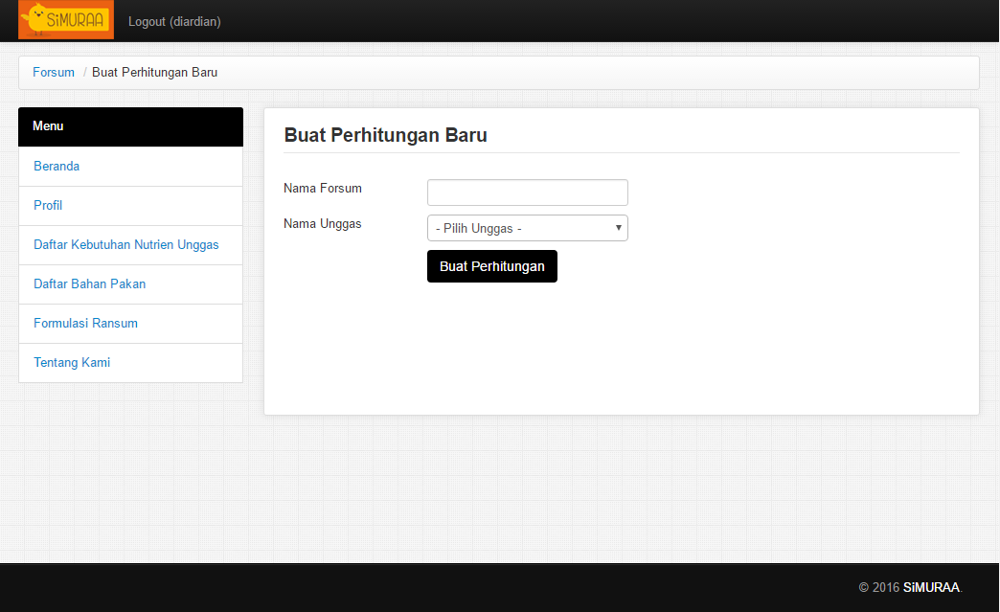 SiMURAA Logout (diardian)
Forsum / Buat Perhitungan Baru
Menu
Beranda
Profil
Daftar Kebutuhan Nutrien Unggas
Daftar Bahan Pakan
Formulasi Ransum
Tentang Kami
Buat Perhitungan Baru
Nama Forsum
Nama Unggas - Pilih Unggas -
Buat Perhitungan
© 2016 SiMURAA.